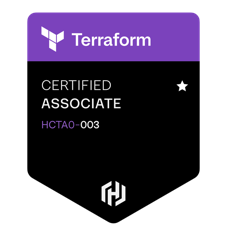 Terraform
CERTIFIED
ASSOCIATE
HCTA0-003